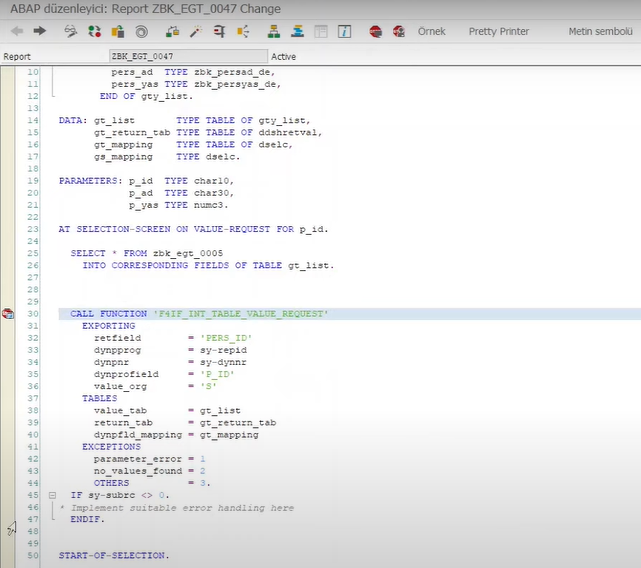 ABAP düzenleyici: Report ZBK_EGT_0047 Change
Örnek Pretty Printer Metin sembolü
Report ZBK_EGT_0047 Active
10 pers_ad TYPE zbk_persad_de,
11 pers_yas TYPE zbk_persyas_de,
12 END OF gty_list.
13
14 DATA: gt_list TYPE TABLE OF gty_list,
15 gt_return_tab TYPE TABLE OF ddshretval,
16 gt_mapping TYPE TABLE OF dselc,
17 gs_mapping TYPE dselc.
18
19 PARAMETERS: p_id TYPE char10,
20 p_ad TYPE char30,
21 p_yas TYPE numc3.
22
23 AT SELECTION-SCREEN ON VALUE-REQUEST FOR p_id.
24
25 SELECT * FROM zbk_egt_0005
26 INTO CORRESPONDING FIELDS OF TABLE gt_list.
27
28
29
30 CALL FUNCTION 'F4IF_INT_TABLE_VALUE_REQUEST'
31 EXPORTING
32 retfield = 'PERS_ID'
33 dynpprog = sy-repid
34 dynpnr = sy-dynnr
35 dynprofield = 'P_ID'
36 value_org = 'S'
37 TABLES
38 value_tab = gt_list
39 return_tab = gt_return_tab
40 dynpfld_mapping = gt_mapping
41 EXCEPTIONS
42 parameter_error = 1
43 no_values_found = 2
44 OTHERS = 3.
45 IF sy-subrc <> 0.
46 * Implement suitable error handling here
47 ENDIF.
48
49
50 START-OF-SELECTION.